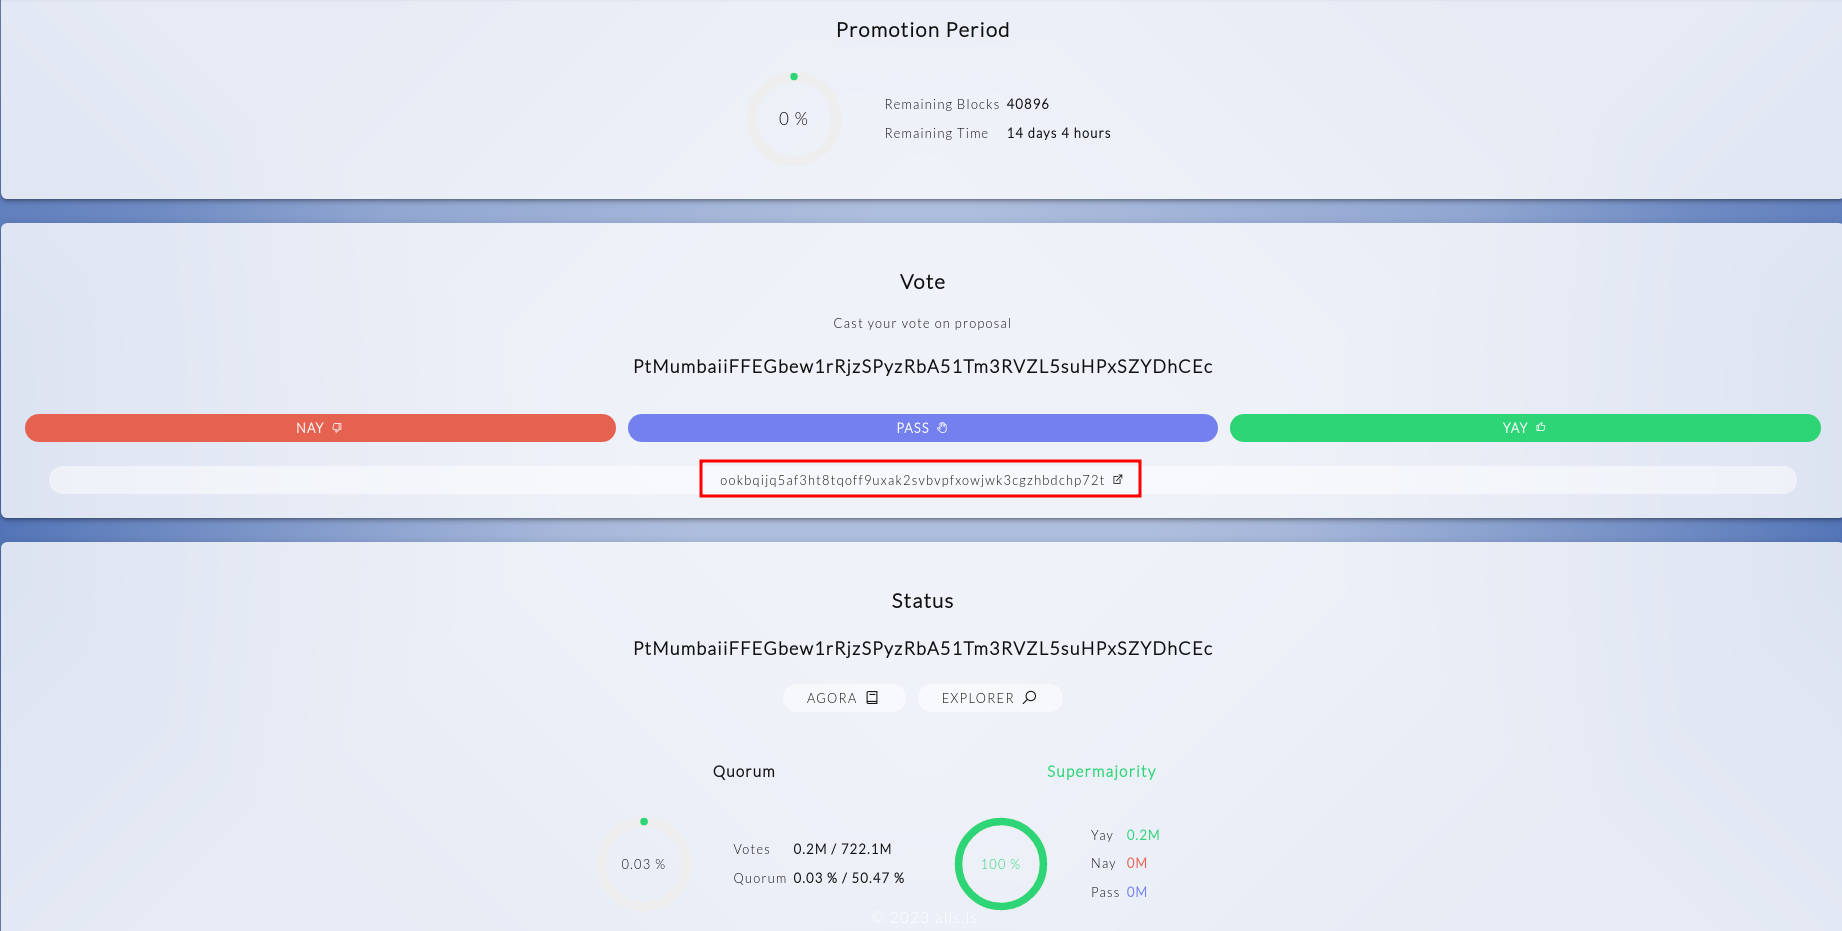 Promotion Period
0 %
Remaining Blocks 40896
Remaining Time 14 days 4 hours
Vote
Cast your vote on proposal
PtMumbaiiFFEGbew1rRjzSPyzRbA51Tm3RVZL5suHPxSZYDhCEc
NAY PASS YAY
ookbqijq5af3ht8tqoff9uxak2svbvpfxowjwk3cgzhbdchp72t
Status
PtMumbaiiFFEGbew1rRjzSPyzRbA51Tm3RVZL5suHPxSZYDhCEc
AGORA EXPLORER
Quorum
0.03 %
Votes 0.2M / 722.1M
Quorum 0.03 % / 50.47 %
Supermajority
100 %
Yay 0.2M
Nay 0M
Pass 0M
© 2023 alls.is